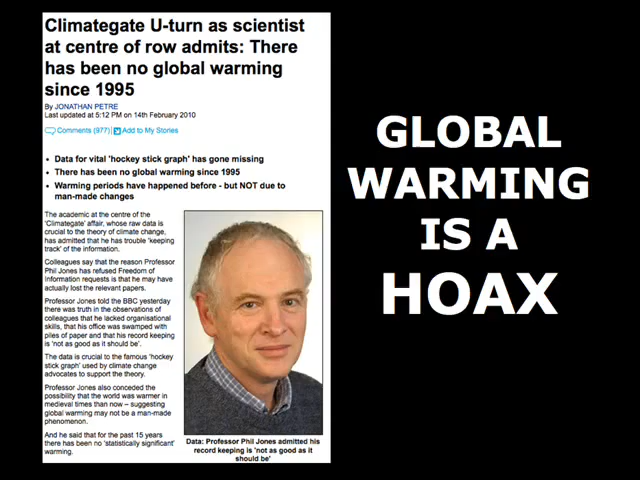 Climategate U-turn as scientist
at centre of row admits: There
has been no global warming
since 1995
By JONATHAN PETRE
Last updated at 5:12 PM on 14th February 2010
Comments (977) Add to My Stories
• Data for vital 'hockey stick graph' has gone missing
• There has been no global warming since 1995
• Warming periods have happened before - but NOT due to
man-made changes
The academic at the centre of the
'Climategate' affair, whose raw data is
crucial to the theory of climate change,
has admitted that he has trouble 'keeping
track' of the information.
Colleagues say that the reason Professor
Phil Jones has refused Freedom of
Information requests is that he may have
actually lost the relevant papers.
Professor Jones told the BBC yesterday
there was truth in the observations of
colleagues that he lacked organisational
skills, that his office was swamped with
piles of paper and that his record keeping
is 'not as good as it should be'.
The data is crucial to the famous 'hockey
stick graph' used by climate change
advocates to support the theory.
Professor Jones also conceded the
possibility that the world was warmer in
medieval times than now – suggesting
global warming may not be a man-made
phenomenon.
And he said that for the past 15 years
there has been no 'statistically significant'
warming.
Data: Professor Phil Jones admitted his
record keeping is 'not as good as it
should be'
GLOBAL
WARMING
IS A
HOAX